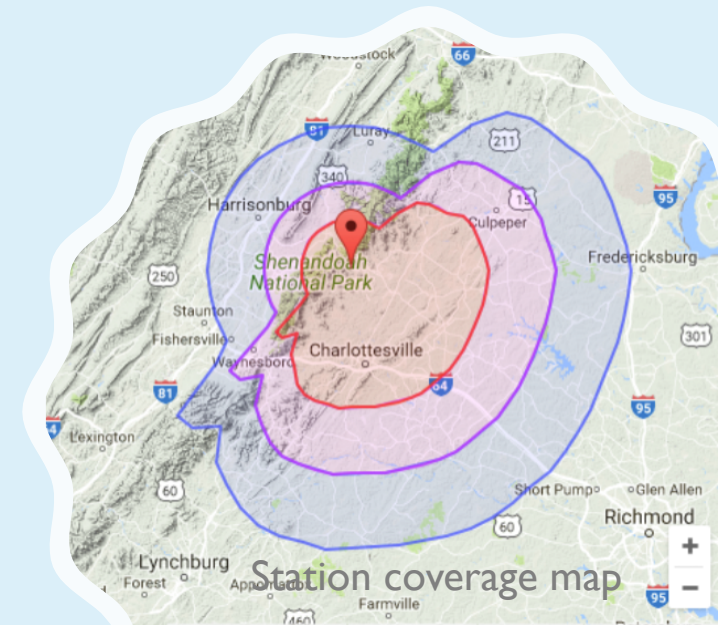 Woodstock
66
81
Luray
211
340
15
95
Harrisonburg
Culpeper
Shenandoah
National Park
Fredericksburg
250
Staunton
301
Fishersville
Charlottesville
Waynesboro
64
81
95
Lexington
60
Short Pump
Glen Allen
Richmond
60
+
Lynchburg
Station coverage map
Forest
95
−
Farmville
460